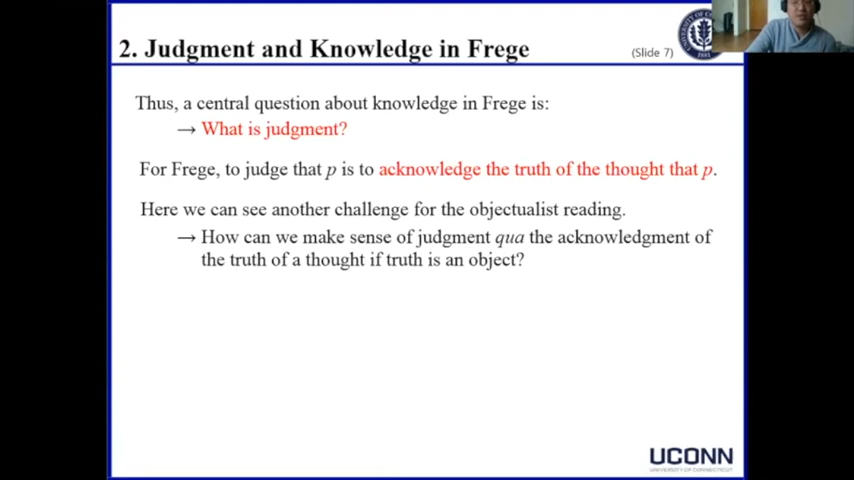 2. Judgment and Knowledge in Frege
(Slide 7)
Thus, a central question about knowledge in Frege is:
→ What is judgment?
For Frege, to judge that p is to acknowledge the truth of the thought that p.
Here we can see another challenge for the objectualist reading.
→ How can we make sense of judgment qua the acknowledgment of
the truth of a thought if truth is an object?
UCONN
UNIVERSITY OF CONNECTICUT